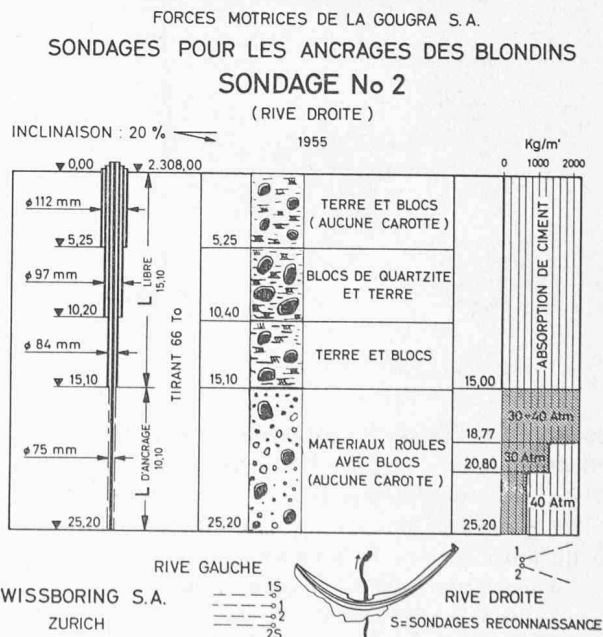 FORCES MOTRICES DE LA GOUGRA S.A.
SONDAGES POUR LES ANCRAGES DES BLONDINS
SONDAGE No 2
(RIVE DROITE)
INCLINAISON : 20 %
1955
Kg/m'
0 1000 2000
0,00
2.308,00
ø 112 mm
5,25
ø 97 mm
10,20
ø 84 mm
15,10
ø 75 mm
25,20
L LIBRE
15,10
L D'ANCRAGE
10,10
TIRANT 66 To
5,25
10,40
15,10
25,20
TERRE ET BLOCS
(AUCUNE CAROTTE)
BLOCS DE QUARTZITE
ET TERRE
TERRE ET BLOCS
MATERIAUX ROULES
AVEC BLOCS
(AUCUNE CAROTTE)
ABSORPTION DE CIMENT
15,00
30÷40 Atm
18,77
30 Atm
20,80
40 Atm
25,20
RIVE GAUCHE
1S
1
2
2S
1
2
RIVE DROITE
S=SONDAGES RECONNAISSANCE
WISSBORING S.A.
ZURICH